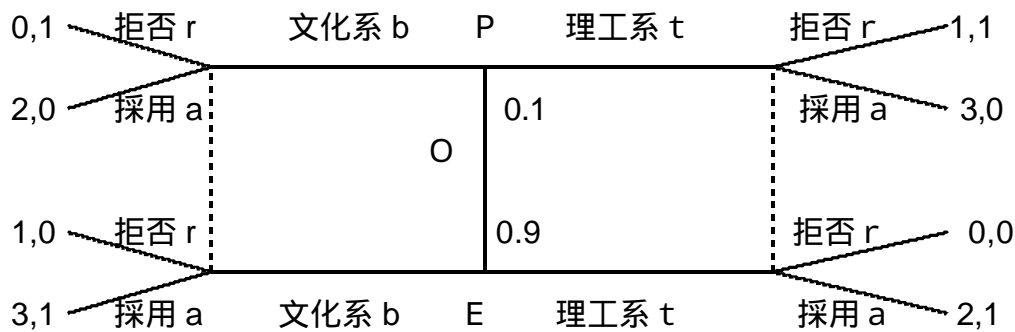 0,1 拒否 r 文化系 b P 理工系 t 拒否 r 1,1
2,0 採用 a 0.1 採用 a 3,0
O
1,0 拒否 r 0.9 拒否 r 0,0
3,1 採用 a 文化系 b E 理工系 t 採用 a 2,1